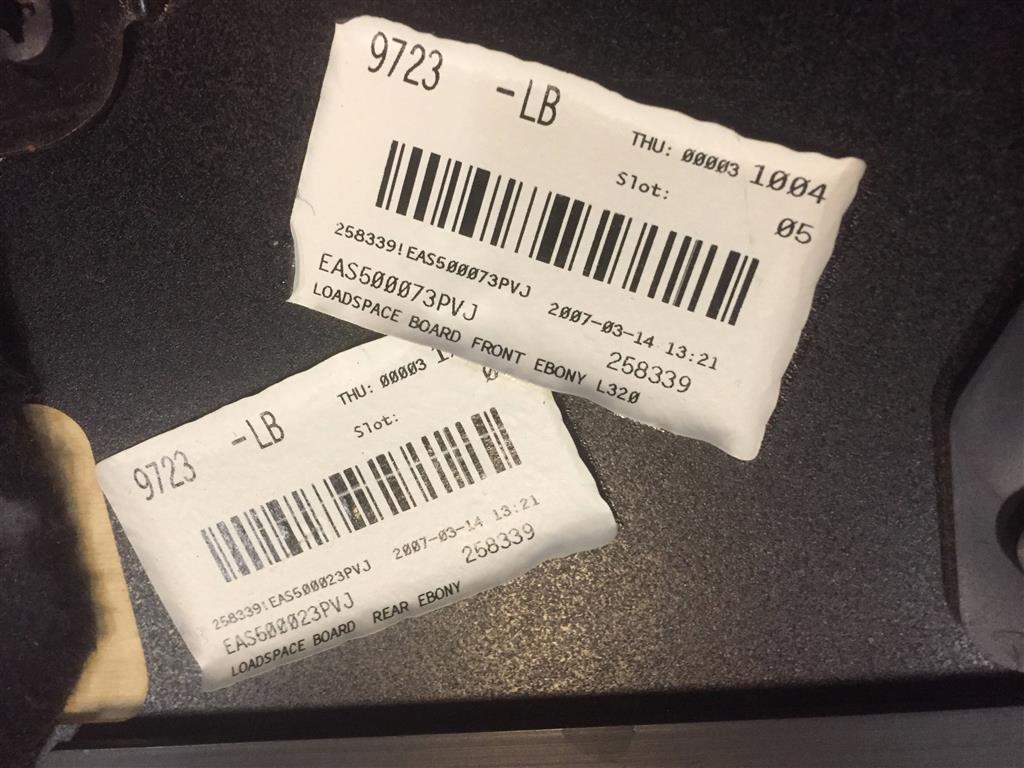 9723 -LB
THU: 00003 1004
Slot: 05
258339!EAS500073PVJ 2007-03-14 13:21
EAS500073PVJ 258339
LOADSPACE BOARD FRONT EBONY L320
9723 -LB
THU: 00003
Slot:
258339!EAS500023PVJ 2007-03-14 13:21
EAS500023PVJ 258339
LOADSPACE BOARD REAR EBONY